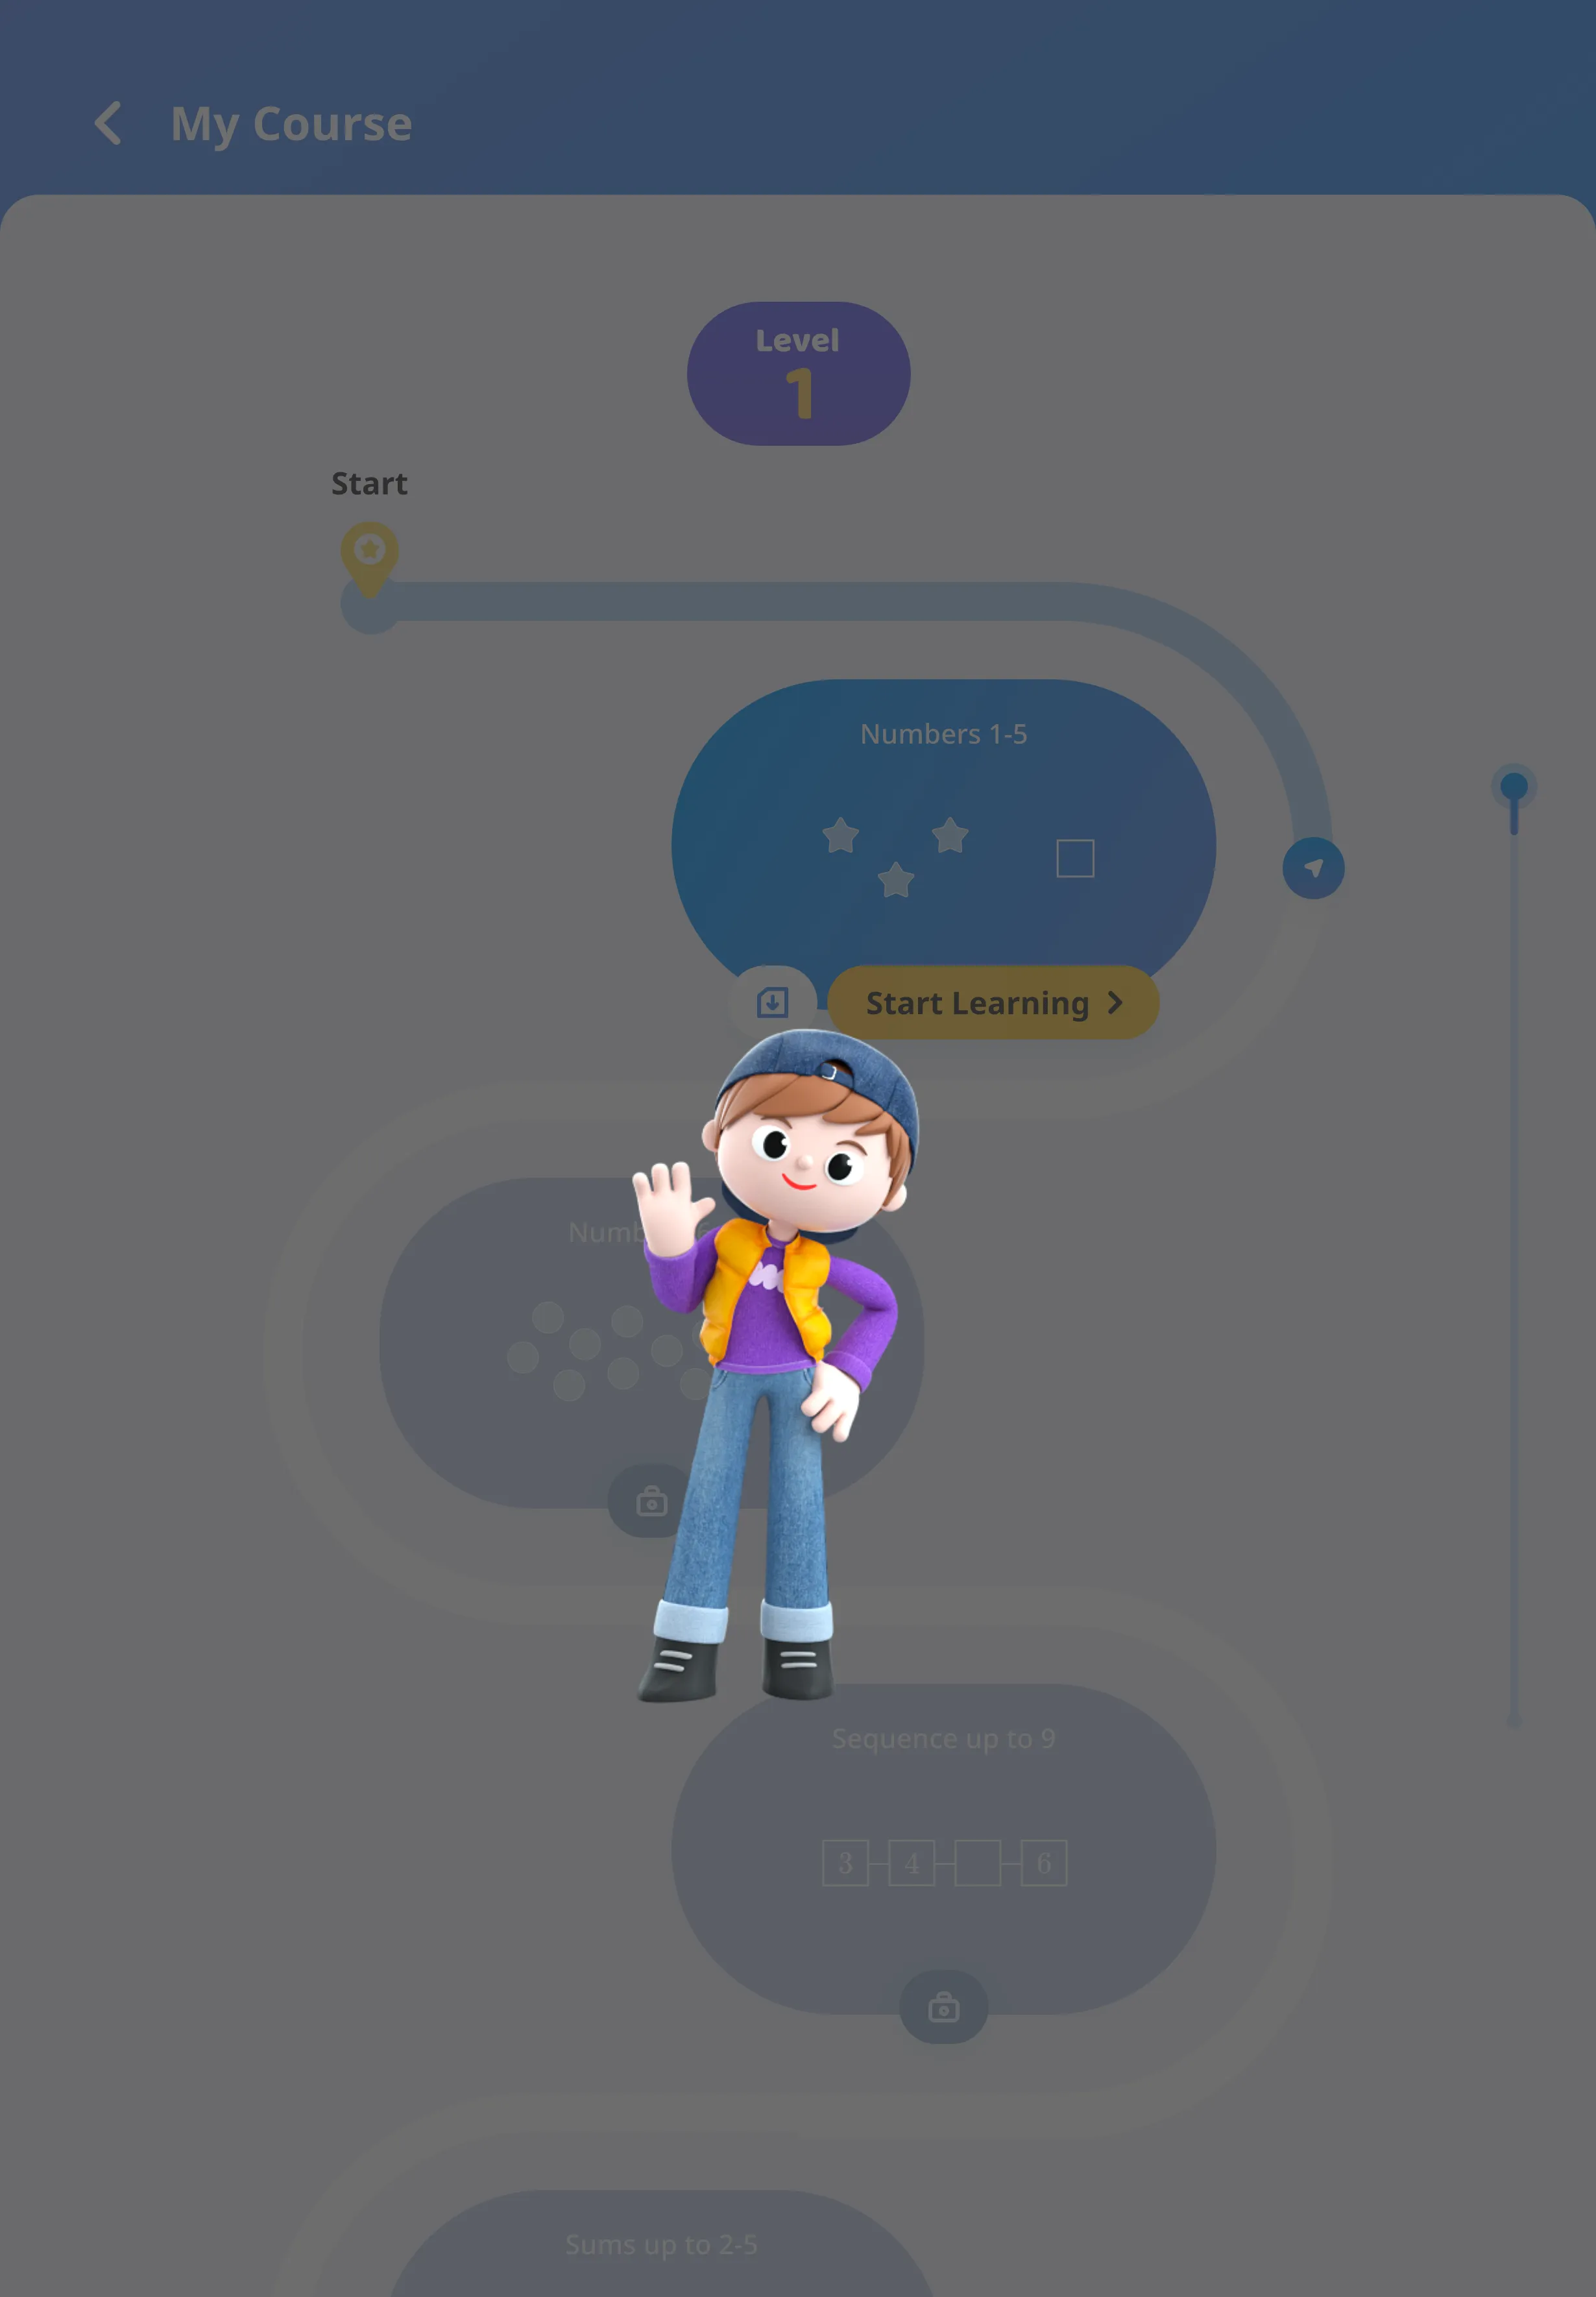 My Course
Level
1
Start
Numbers 1-5
Start Learning
Sequence up to 9
3 4 6
Sums up to 2-5